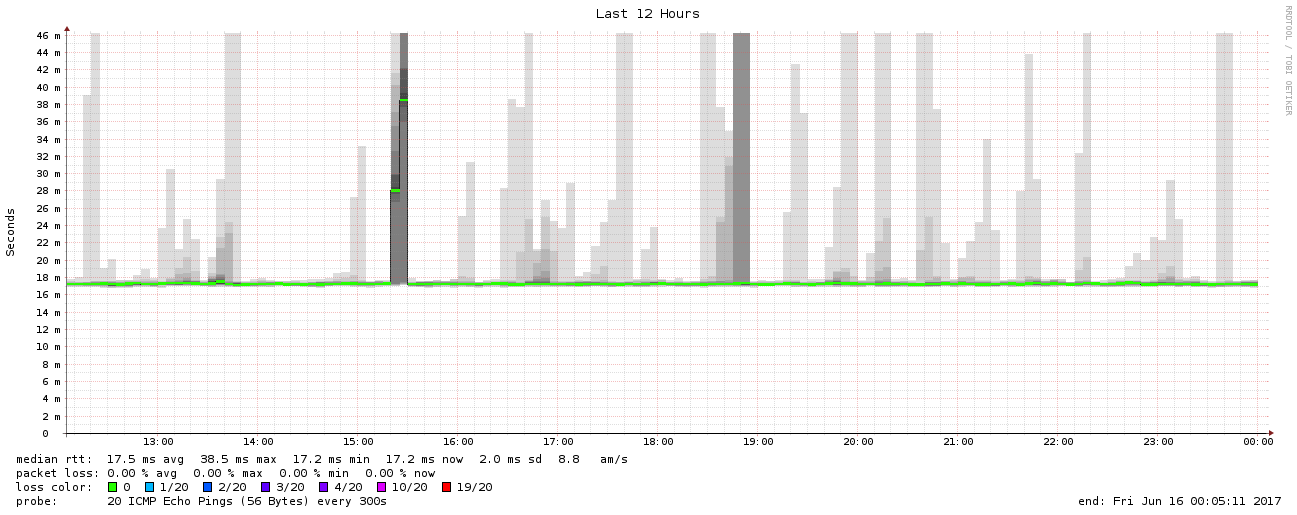 Last 12 Hours
RRDTOOL / TOBI OETIKER
Seconds
46 m
44 m
42 m
40 m
38 m
36 m
34 m
32 m
30 m
28 m
26 m
24 m
22 m
20 m
18 m
16 m
14 m
12 m
10 m
8 m
6 m
4 m
2 m
0
13:00 14:00 15:00 16:00 17:00 18:00 19:00 20:00 21:00 22:00 23:00 00:00
median rtt: 17.5 ms avg 38.5 ms max 17.2 ms min 17.2 ms now 2.0 ms sd 8.8 am/s
packet loss: 0.00 % avg 0.00 % max 0.00 % min 0.00 % now
loss color: 0 1/20 2/20 3/20 4/20 10/20 19/20
probe: 20 ICMP Echo Pings (56 Bytes) every 300s end: Fri Jun 16 00:05:11 2017